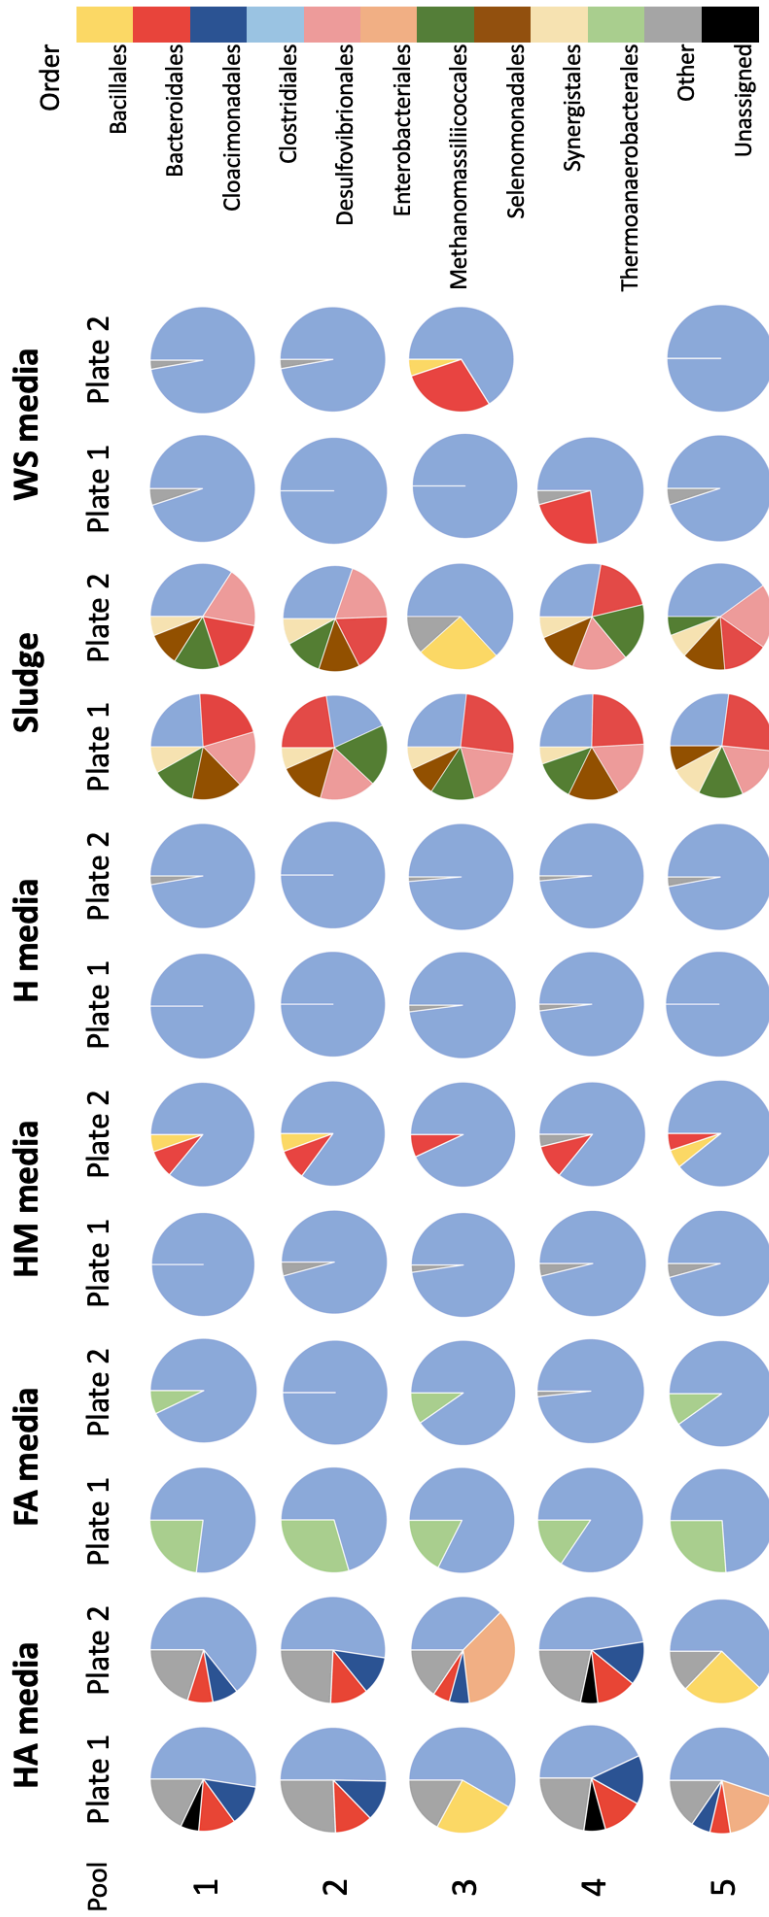 HA media
FA media
HM media
H media
Sludge
WS media
Pool
Plate 1
Plate 2
Plate 1
Plate 2
Plate 1
Plate 2
Plate 1
Plate 2
Plate 1
Plate 2
Plate 1
Plate 2
1
2
3
4
5
Order
Bacillales
Bacteroidales
Cloacimonadales
Clostridiales
Desulfovibrionales
Enterobacteriales
Methanomassillicoccales
Selenomonadales
Synergistales
Thermoanaerobacterales
Other
Unassigned